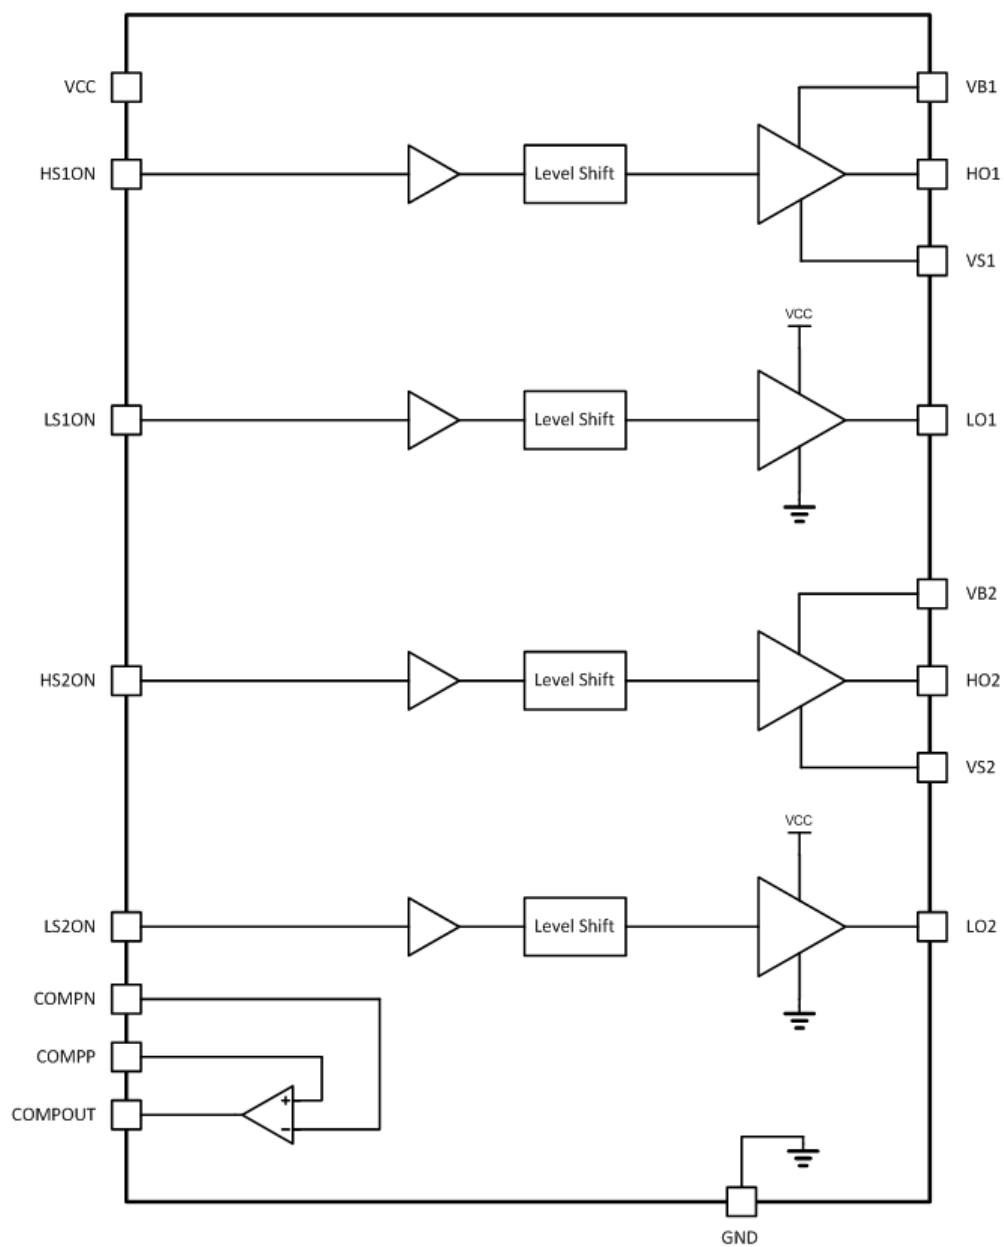 VCC
VB1
HS1ON
Level Shift
HO1
VS1
VCC
LS1ON
Level Shift
LO1
VB2
HS2ON
Level Shift
HO2
VS2
VCC
LS2ON
Level Shift
LO2
COMPN
COMPP
+
COMPOUT
−
GND